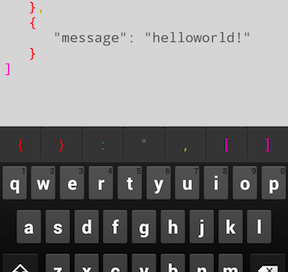 },
{
"message": "helloworld!"
}
]
{ } : " , [ ]
1 2 3 4 5 6 7 8 9 0
q w e r t y u i o p
a s d f g h j k l
z x c v b n m